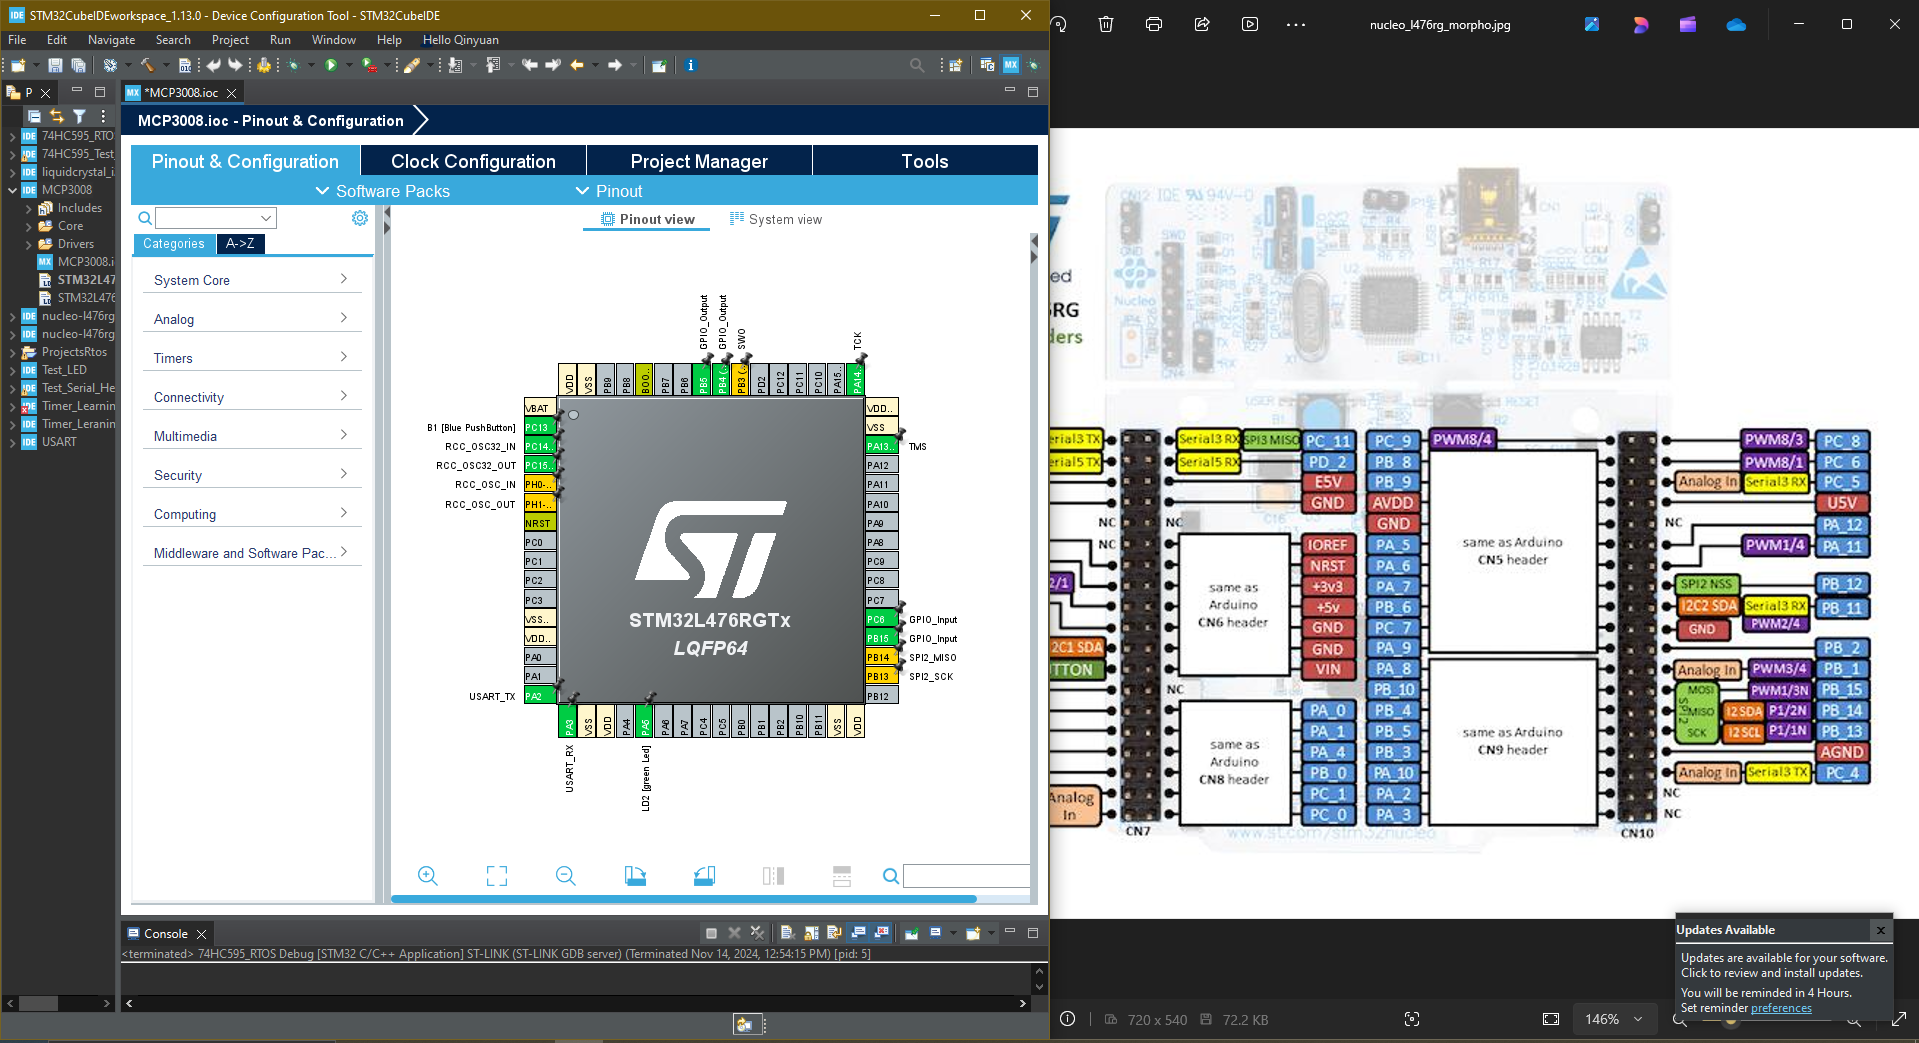 STM32CubeIDEworkspace_1.13.0 - Device Configuration Tool - STM32CubeIDE
File Edit Navigate Search Project Run Window Help Hello Qinyuan
P
*MCP3008.ioc
MCP3008.ioc - Pinout & Configuration
Pinout & Configuration Clock Configuration Project Manager Tools
Software Packs Pinout
Pinout view System view
Categories A->Z
System Core
Analog
Timers
Connectivity
Multimedia
Security
Computing
Middleware and Software Pac...
74HC595_RTO
74HC595_Test_
liquidcrystal_i
MCP3008
Includes
Core
Drivers
MCP3008.i
STM32L47
STM32L476
nucleo-l476rg
nucleo-l476rg
ProjectsRtos
Test_LED
Test_Serial_He
Timer_Learnin
Timer_Leranin
USART
GPIO_Output
GPIO_Output
SWO
TCK
VDD VSS PB9 PB8 BOO.. PB7 PB6 PB5 PB4 (.. PB3 (.. PD2 PC12 PC11 PC10 PA15.. PA14..
VBAT
B1 [Blue PushButton] PC13
RCC_OSC32_IN PC14..
RCC_OSC32_OUT PC15..
RCC_OSC_IN PH0-..
RCC_OSC_OUT PH1-..
NRST
PC0
PC1
PC2
PC3
VSS..
VDD..
PA0
PA1
USART_TX PA2
VDD..
VSS
PA13.. TMS
PA12
PA11
PA10
PA9
PA8
PC9
PC8
PC7
PC6 GPIO_Input
PB15 GPIO_Input
PB14 SPI2_MISO
PB13 SPI2_SCK
PB12
ST
STM32L476RGTx
LQFP64
PA3 VSS VDD PA4 PA5 PA6 PA7 PC4 PC5 PB0 PB1 PB2 PB10 PB11 VSS VDD
USART_RX
LD2 [green Led]
Console
<terminated> 74HC595_RTOS Debug [STM32 C/C++ Application] ST-LINK (ST-LINK GDB server) (Terminated Nov 14, 2024, 12:54:15 PM) [pid: 5]
nucleo_l476rg_morpho.jpg
ed
RG
ders
Serial3 TX Serial3 RX SPI3 MISO PC_11 PC_9 PWM8/4 PWM8/3 PC_8
Serial5 TX Serial5 RX PD_2 PB_8 PWM8/1 PC_6
E5V PB_9 Analog In Serial3 RX PC_5
GND AVDD U5V
NC NC GND NC PA_12
NC IOREF PA_5 PWM1/4 PA_11
NRST PA_6
2/1 +3v3 PA_7 SPI2 NSS PB_12
+5v PB_6 I2C2 SDA Serial3 RX PB_11
GND PC_7 GND PWM2/4
2C1 SDA GND PA_9 PB_2
TTON VIN PA_8 Analog In PWM3/4 PB_1
NC PB_10 MOSI PWM1/3N PB_15
PA_0 PB_4 MISO I2 SDA P1/2N PB_14
PA_1 PB_5 SCK I2 SCL P1/1N PB_13
PA_4 PB_3 AGND
PB_0 PA_10 Analog In Serial3 TX PC_4
Analog In PC_1 PA_2 NC
PC_0 PA_3 NC
SPI 2
same as Arduino CN6 header
same as Arduino CN8 header
same as Arduino
CN5 header
same as Arduino
CN9 header
CN7 CN10
www.st.com/stm32nucleo
Updates Available
Updates are available for your software.
Click to review and install updates.
You will be reminded in 4 Hours.
Set reminder preferences
720 x 540 72.2 KB 146%